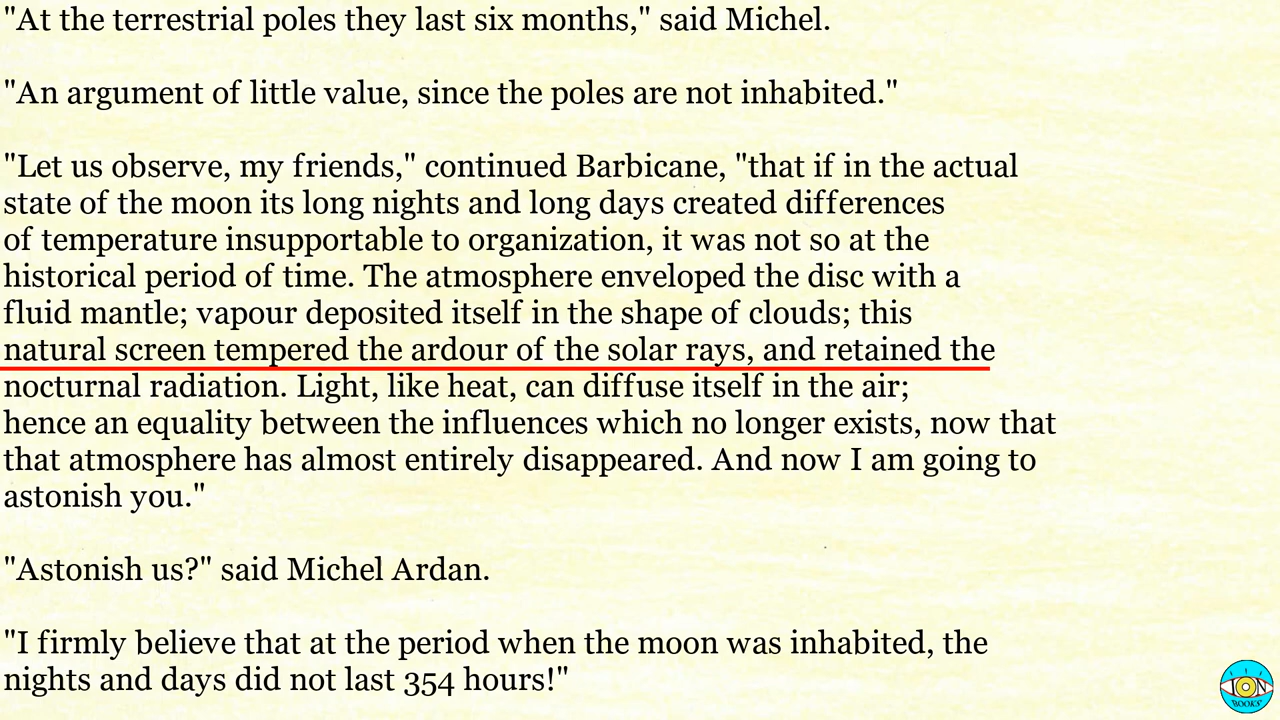 "At the terrestrial poles they last six months," said Michel.
"An argument of little value, since the poles are not inhabited."
"Let us observe, my friends," continued Barbicane, "that if in the actual
state of the moon its long nights and long days created differences
of temperature insupportable to organization, it was not so at the
historical period of time. The atmosphere enveloped the disc with a
fluid mantle; vapour deposited itself in the shape of clouds; this
natural screen tempered the ardour of the solar rays, and retained the
nocturnal radiation. Light, like heat, can diffuse itself in the air;
hence an equality between the influences which no longer exists, now that
that atmosphere has almost entirely disappeared. And now I am going to
astonish you."
"Astonish us?" said Michel Ardan.
"I firmly believe that at the period when the moon was inhabited, the
nights and days did not last 354 hours!"
ION
BOOKS